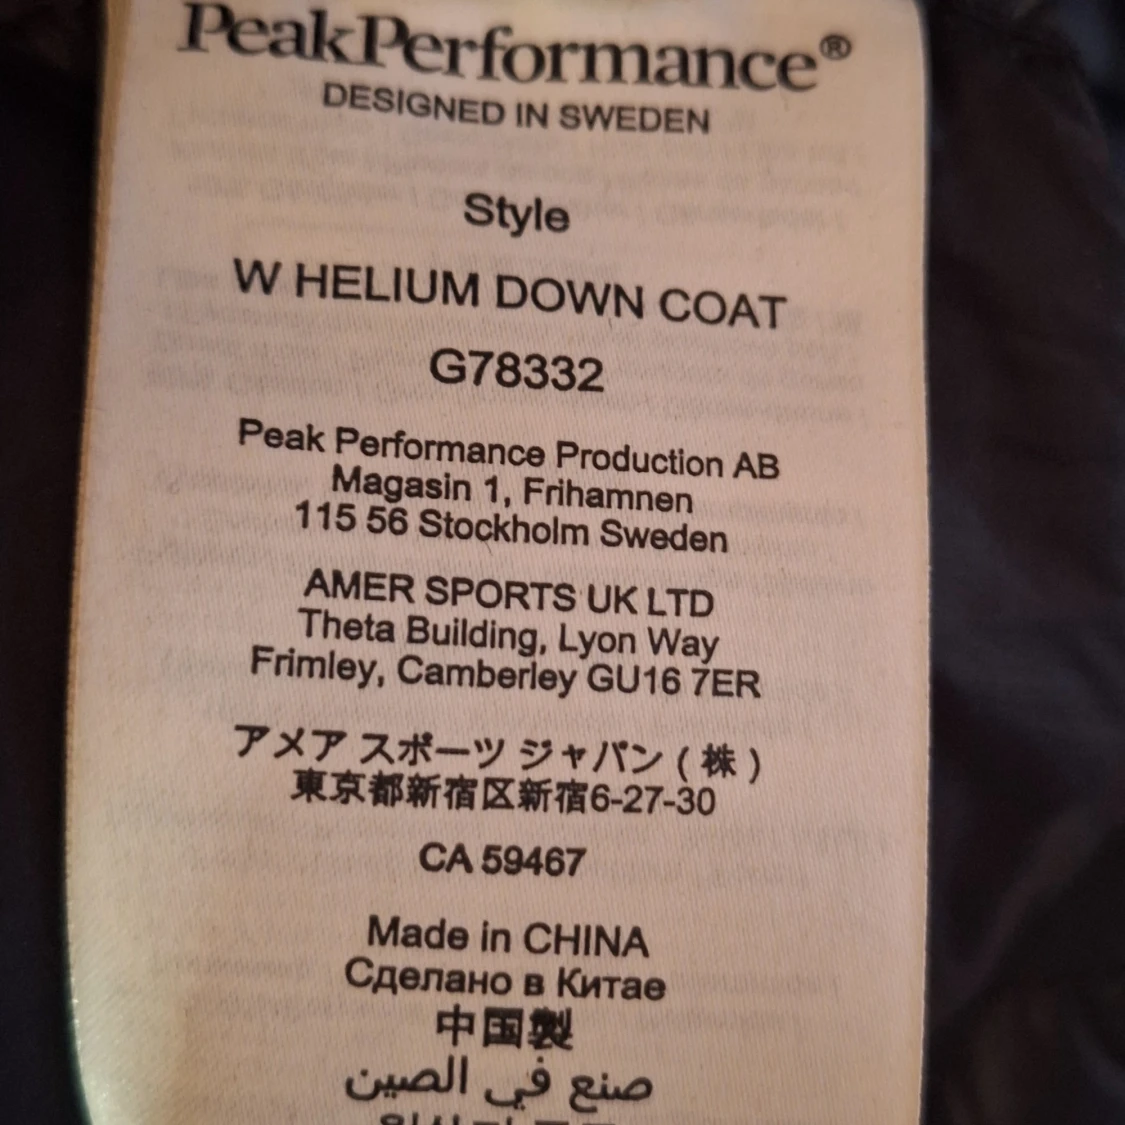 PeakPerformance®
DESIGNED IN SWEDEN
Style
W HELIUM DOWN COAT
G78332
Peak Performance Production AB
Magasin 1, Frihamnen
115 56 Stockholm Sweden
AMER SPORTS UK LTD
Theta Building, Lyon Way
Frimley, Camberley GU16 7ER
アメア スポーツ ジャパン ( 株 )
東京都新宿区新宿6-27-30
CA 59467
Made in CHINA
Сделано в Китае
中国製
صنع في الصين